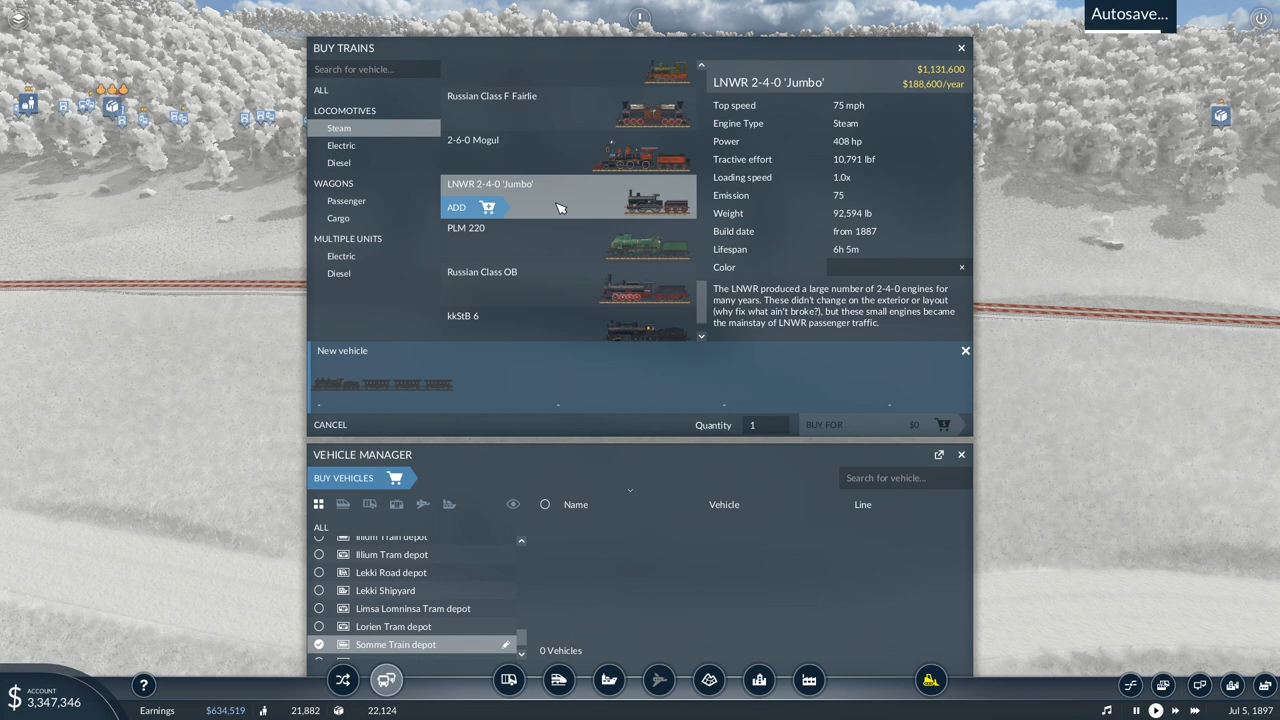 Autosave...
BUY TRAINS
Search for vehicle...
ALL
LOCOMOTIVES
Steam
Electric
Diesel
WAGONS
Passenger
Cargo
MULTIPLE UNITS
Electric
Diesel
Russian Class F Fairlie
2-6-0 Mogul
LNWR 2-4-0 'Jumbo'
ADD
PLM 220
Russian Class OB
kkStB 6
$1,131,600
LNWR 2-4-0 'Jumbo'
$188,600/year
Top speed 75 mph
Engine Type Steam
Power 408 hp
Tractive effort 10,791 lbf
Loading speed 1.0x
Emission 75
Weight 92,594 lb
Build date from 1887
Lifespan 6h 5m
Color
The LNWR produced a large number of 2-4-0 engines for
many years. These didn't change on the exterior or layout
(why fix what ain't broke?), but these small engines became
the mainstay of LNWR passenger traffic.
New vehicle
- - - -
CANCEL Quantity 1 BUY FOR $0
VEHICLE MANAGER
BUY VEHICLES Search for vehicle...
Name Vehicle Line
ALL
Illium Train depot
Illium Tram depot
Lekki Road depot
Lekki Shipyard
Limsa Lomninsa Tram depot
Lorien Tram depot
Somme Train depot
0 Vehicles
$ ACCOUNT
3,347,346
?
Earnings $634,519 21,882 22,124 Jul 5, 1897